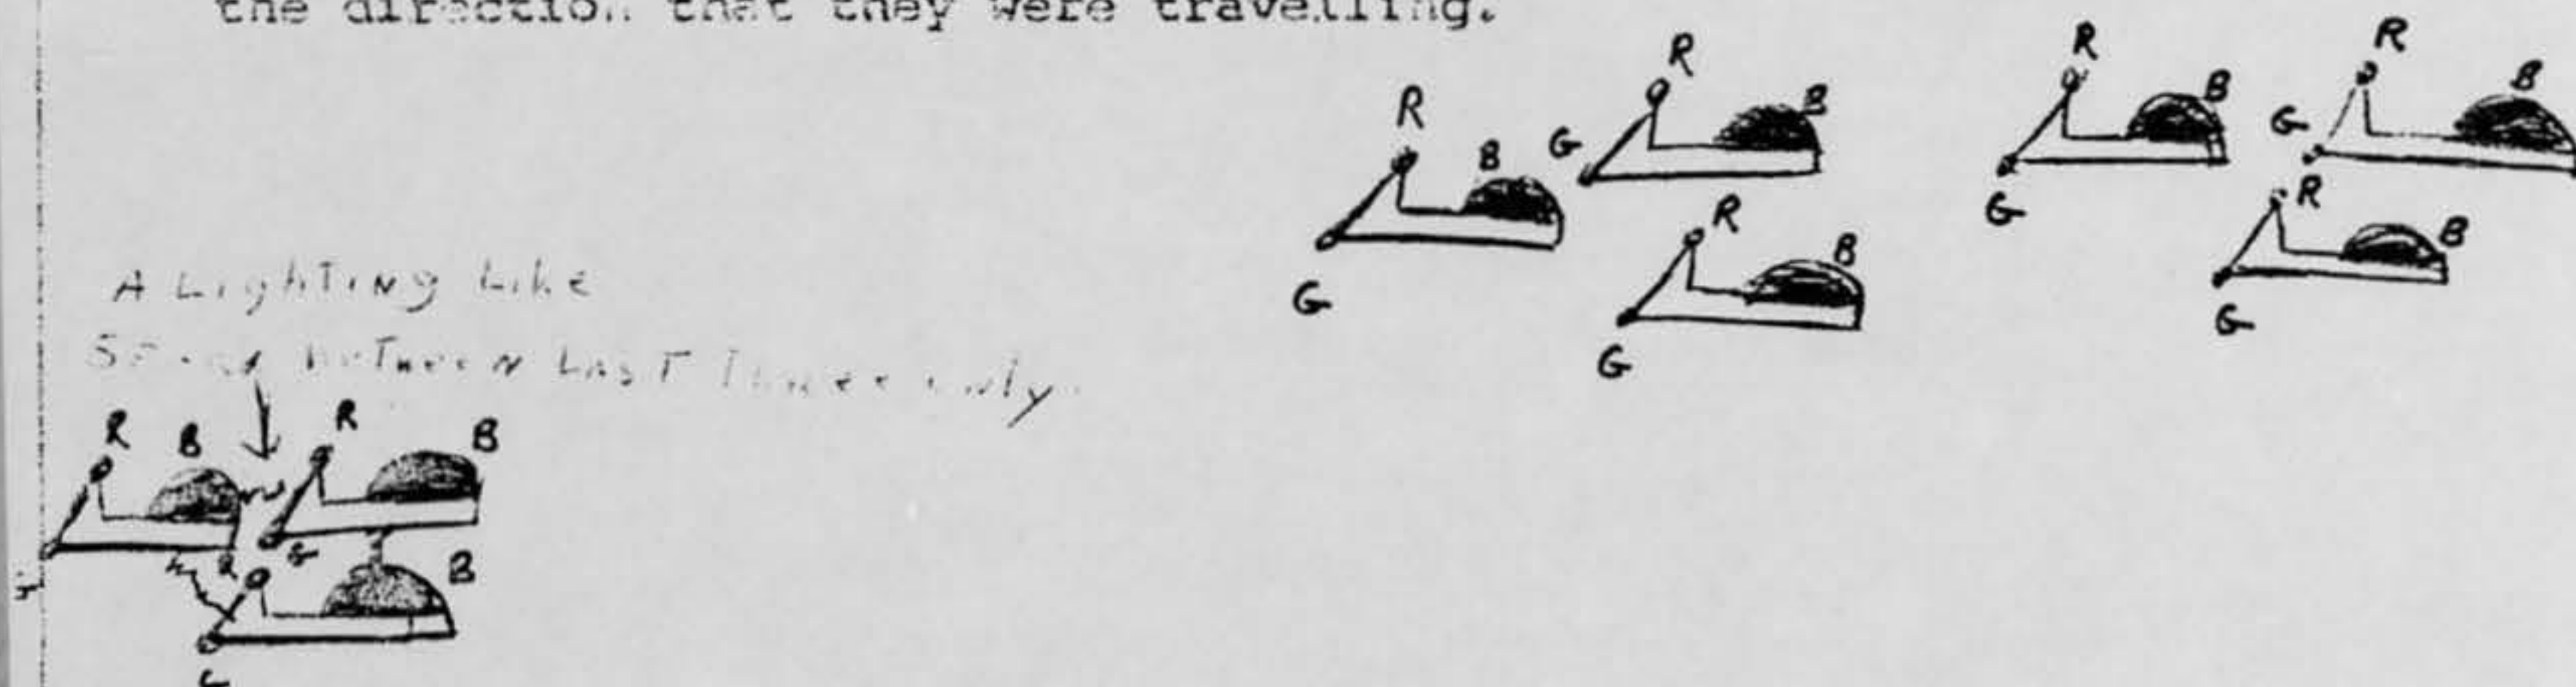 the direction that they were travelling.
R R R R
R B G B B G B
R B R B
G G G
A Lighting Like
between Last Three only
G
R B R B
R G B
G